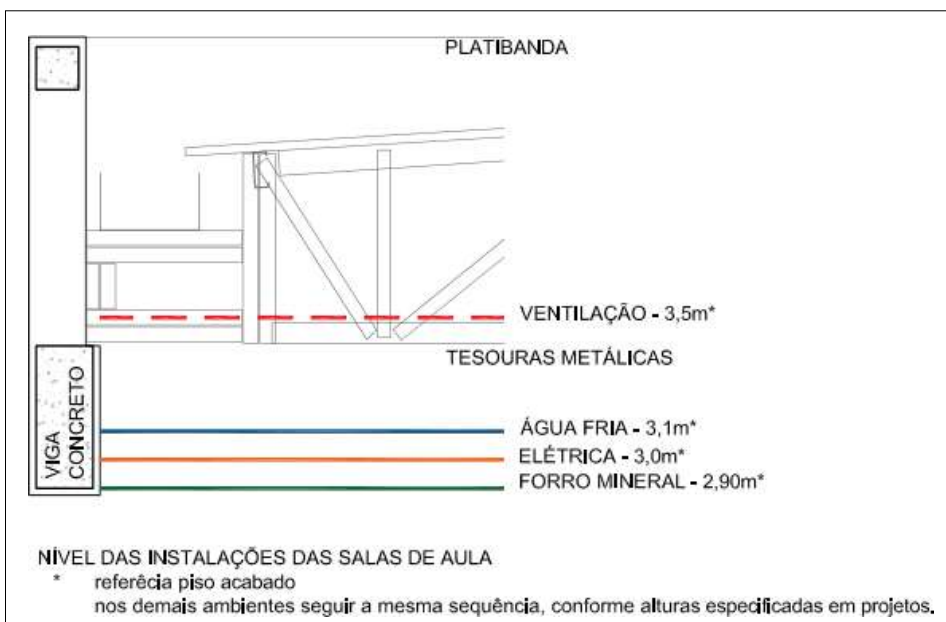 PLATIBANDA
VENTILAÇÃO - 3,5m*
TESOURAS METÁLICAS
VIGA
CONCRETO
ÁGUA FRIA - 3,1m*
ELÉTRICA - 3,0m*
FORRO MINERAL - 2,90m*
NÍVEL DAS INSTALAÇÕES DAS SALAS DE AULA
* referêcia piso acabado
nos demais ambientes seguir a mesma sequência, conforme alturas especificadas em projetos.